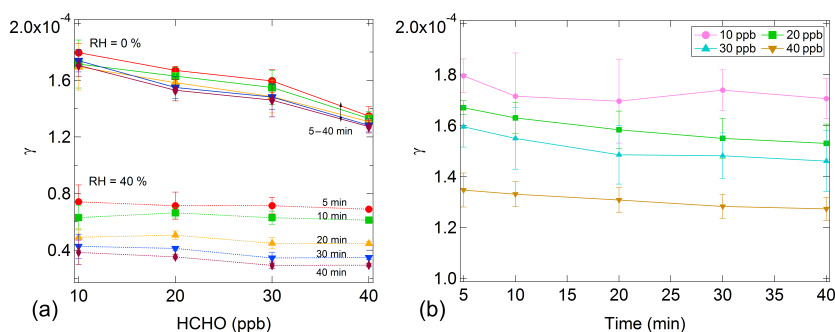 2.0x10⁻⁴
1.6
1.2
0.8
0.4
γ
RH = 0 %
5–40 min
RH = 40 %
5 min
10 min
20 min
30 min
40 min
10 20 30 40
(a) HCHO (ppb)
2.0x10⁻⁴
1.8
1.6
1.4
1.2
1.0
γ
10 ppb 20 ppb
30 ppb 40 ppb
5 10 15 20 25 30 35 40
(b) Time (min)